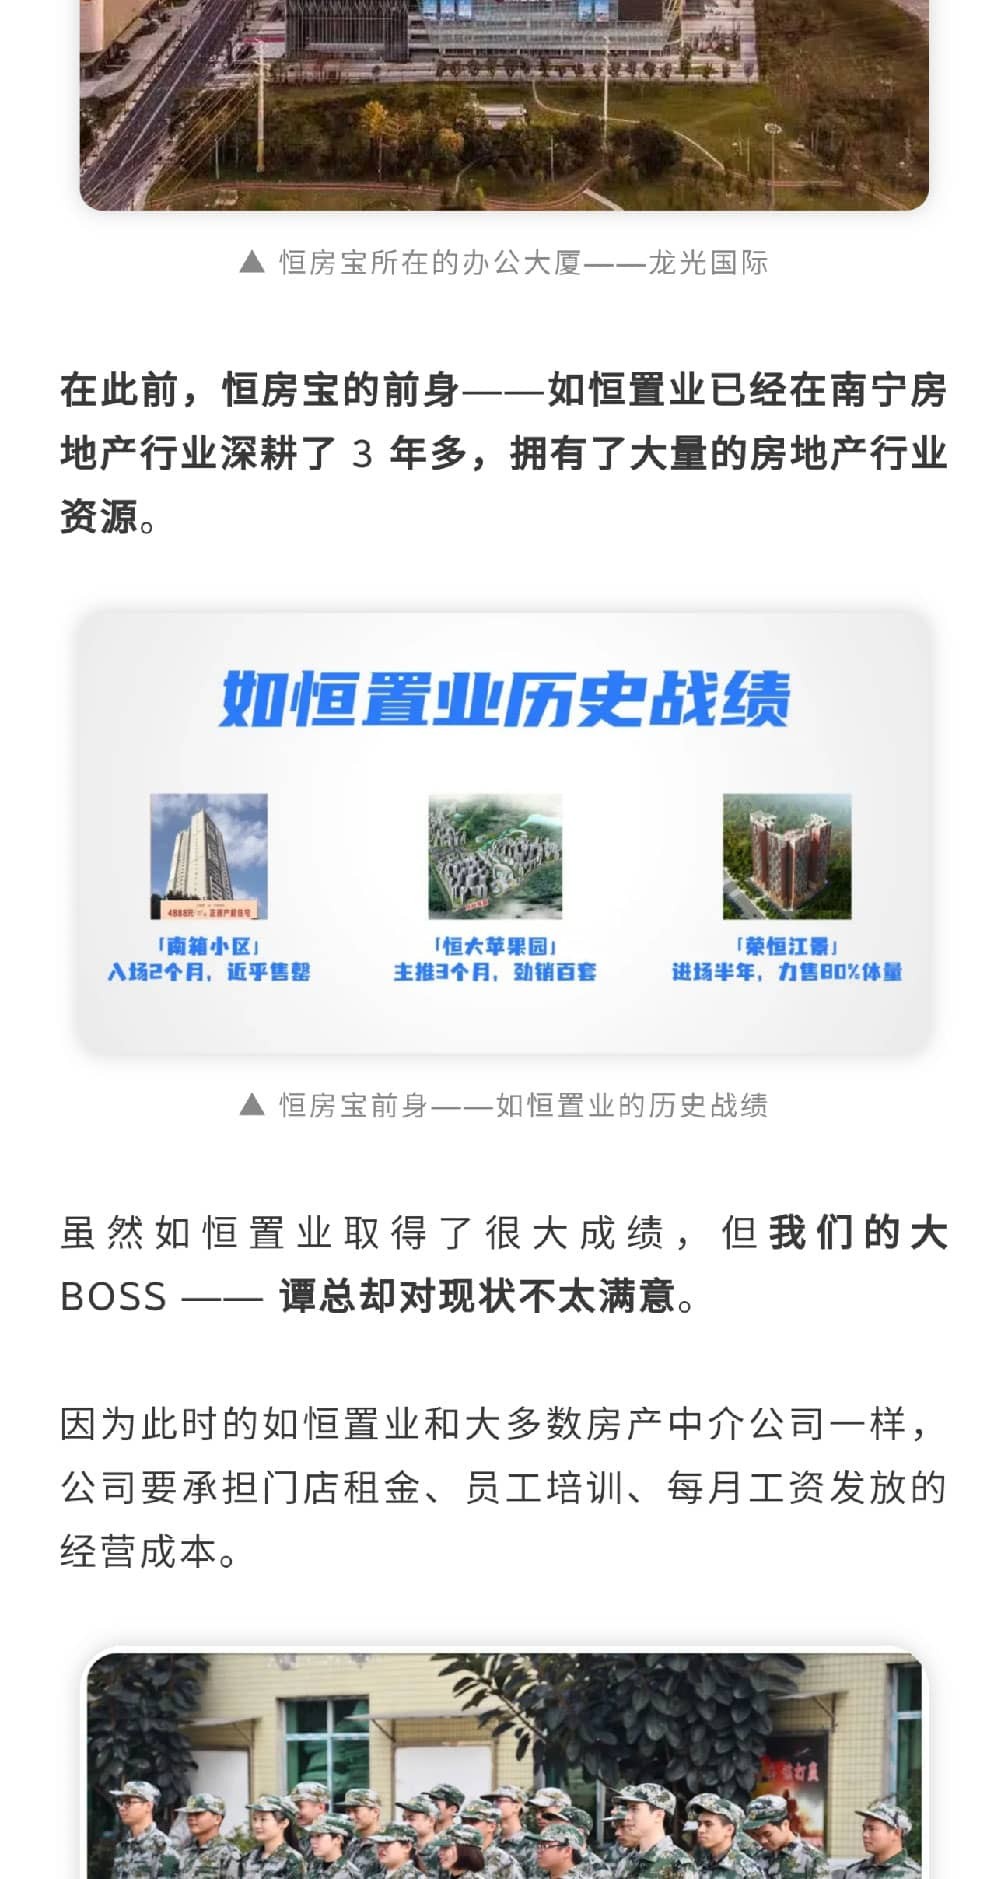 ▲ 恒房宝所在的办公大厦——龙光国际
在此前，恒房宝的前身——如恒置业已经在南宁房
地产行业深耕了 3 年多，拥有了大量的房地产行业
资源。
如恒置业历史战绩
「南箱小区」
入场2个月，近乎售罄
「恒大苹果园」
主推3个月，劲销百套
「荣恒江景」
进场半年，力售80%体量
▲ 恒房宝前身——如恒置业的历史战绩
虽然如恒置业取得了很大成绩，但我们的大
BOSS —— 谭总却对现状不太满意。
因为此时的如恒置业和大多数房产中介公司一样，
公司要承担门店租金、员工培训、每月工资发放的
经营成本。